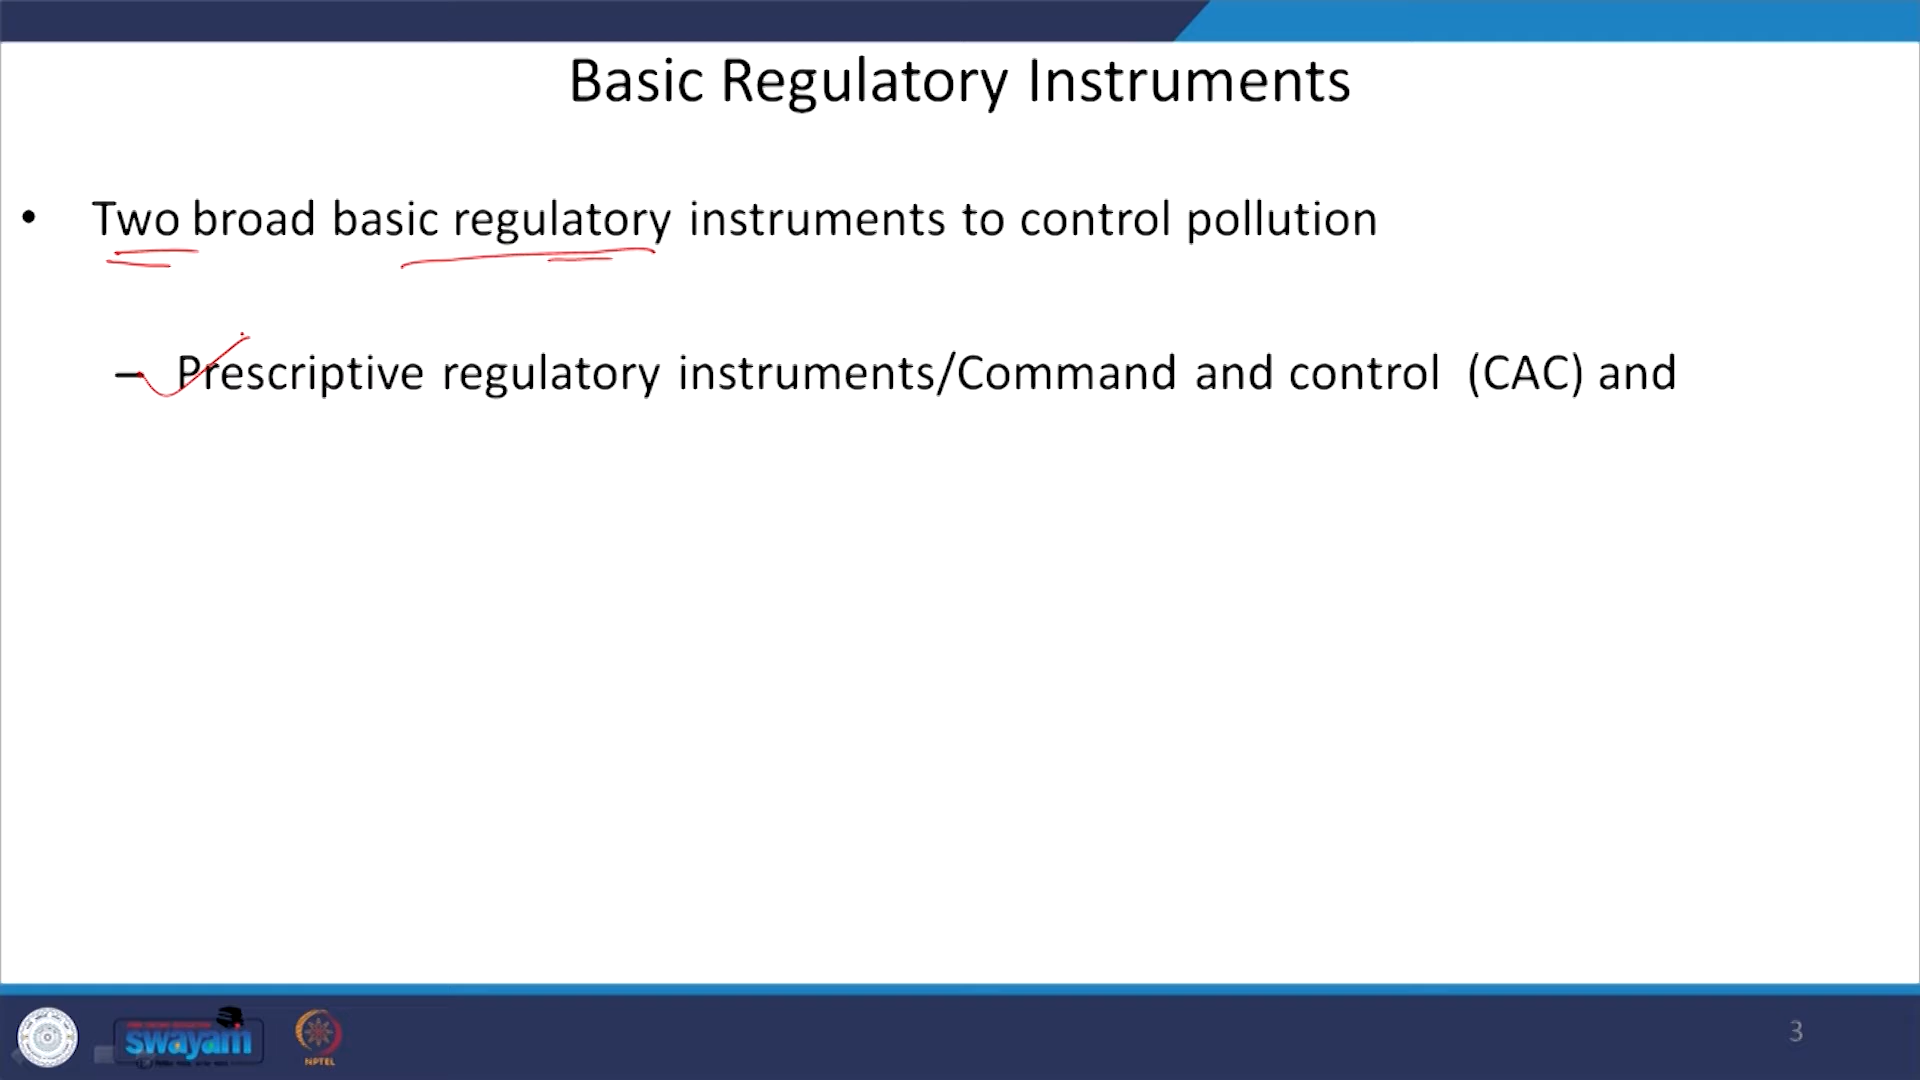 Basic Regulatory Instruments
• Two broad basic regulatory instruments to control pollution
– Prescriptive regulatory instruments/Command and control (CAC) and
swayam
NPTEL
3